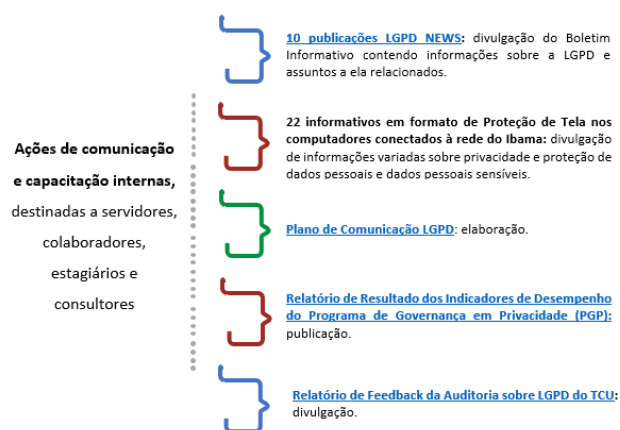 Ações de comunicação
e capacitação internas,
destinadas a servidores,
colaboradores,
estagiários e
consultores
10 publicações LGPD NEWS: divulgação do Boletim
Informativo contendo informações sobre a LGPD e
assuntos a ela relacionados.
22 informativos em formato de Proteção de Tela nos
computadores conectados à rede do Ibama: divulgação
de informações variadas sobre privacidade e proteção de
dados pessoais e dados pessoais sensíveis.
Plano de Comunicação LGPD: elaboração.
Relatório de Resultado dos Indicadores de Desempenho
do Programa de Governança em Privacidade (PGP):
publicação.
Relatório de Feedback da Auditoria sobre LGPD do TCU:
divulgação.